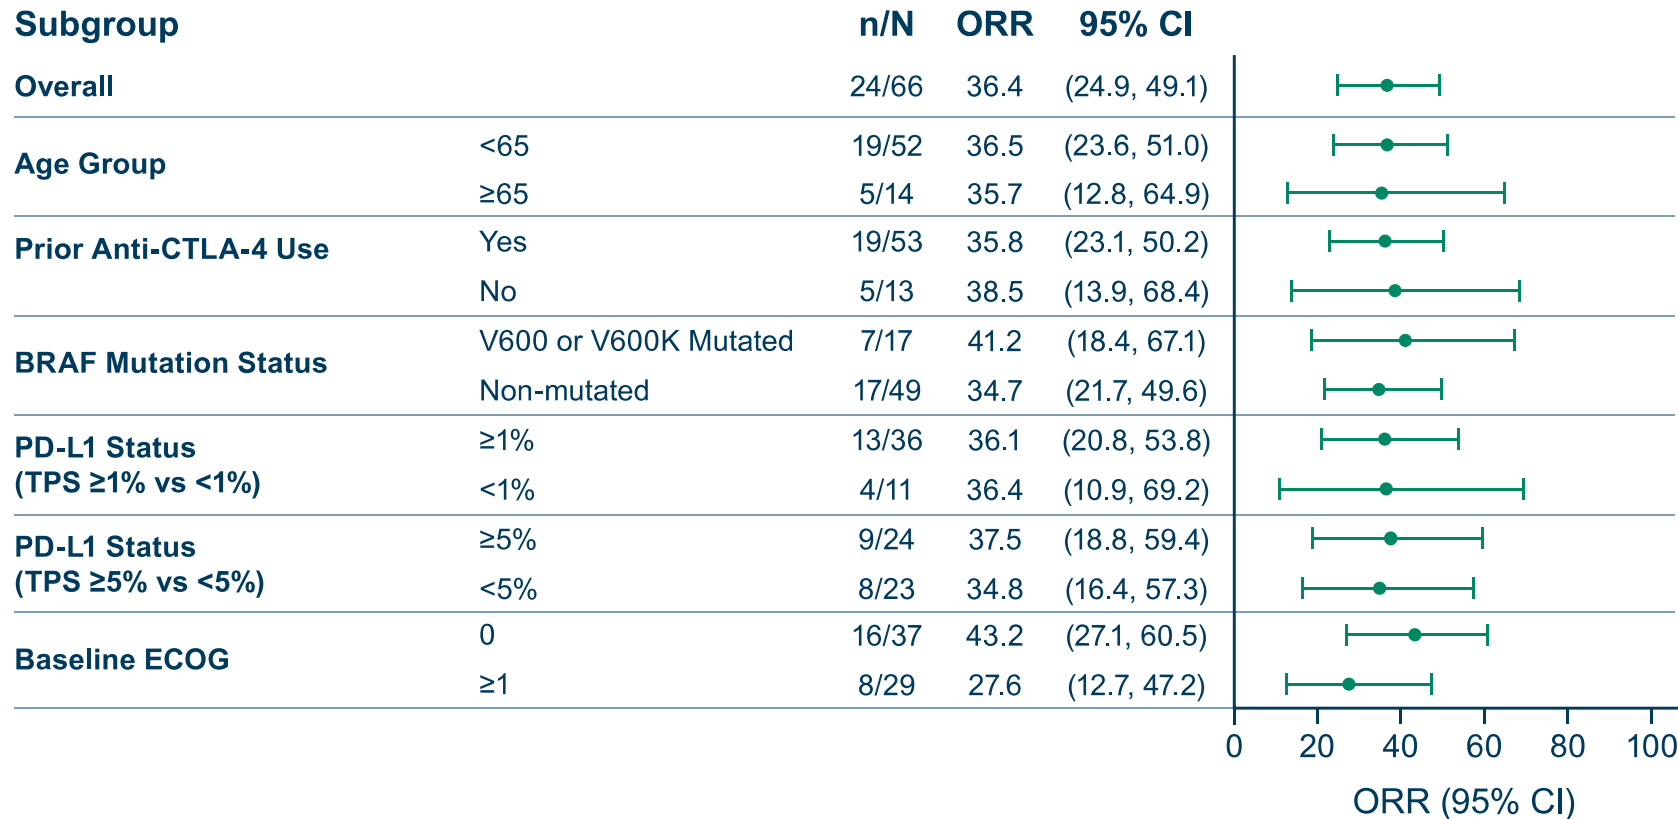 Subgroup n/N ORR 95% CI
Overall 24/66 36.4 (24.9, 49.1)
Age Group
<65 19/52 36.5 (23.6, 51.0)
≥65 5/14 35.7 (12.8, 64.9)
Prior Anti-CTLA-4 Use
Yes 19/53 35.8 (23.1, 50.2)
No 5/13 38.5 (13.9, 68.4)
BRAF Mutation Status
V600 or V600K Mutated 7/17 41.2 (18.4, 67.1)
Non-mutated 17/49 34.7 (21.7, 49.6)
PD-L1 Status
(TPS ≥1% vs <1%)
≥1% 13/36 36.1 (20.8, 53.8)
<1% 4/11 36.4 (10.9, 69.2)
PD-L1 Status
(TPS ≥5% vs <5%)
≥5% 9/24 37.5 (18.8, 59.4)
<5% 8/23 34.8 (16.4, 57.3)
Baseline ECOG
0 16/37 43.2 (27.1, 60.5)
≥1 8/29 27.6 (12.7, 47.2)
0 20 40 60 80 100
ORR (95% CI)